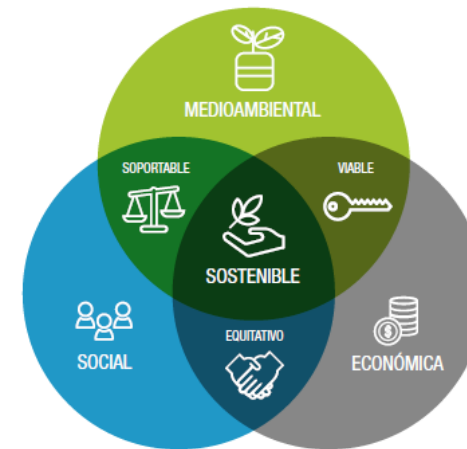 MEDIOAMBIENTAL
SOPORTABLE
VIABLE
SOSTENIBLE
EQUITATIVO
SOCIAL
ECONÓMICA
$